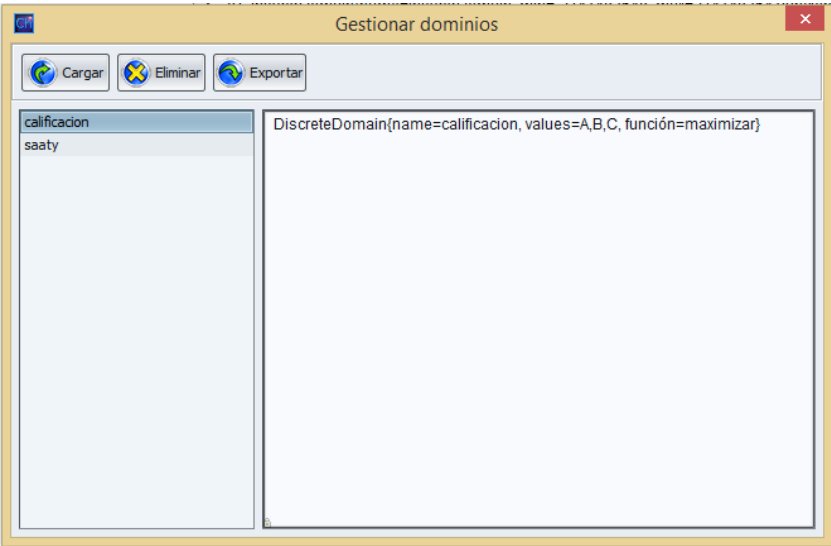 Gestionar dominios
Cargar Eliminar Exportar
calificacion
saaty
DiscreteDomain{name=calificacion, values=A,B,C, función=maximizar}